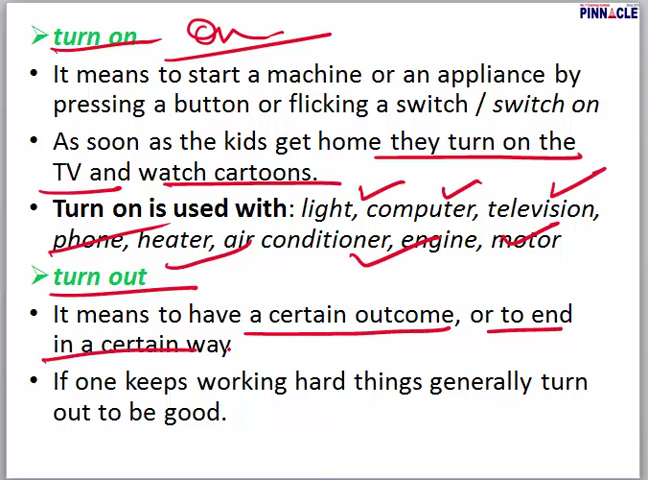 PINNACLE
turn on
On
• It means to start a machine or an appliance by
pressing a button or flicking a switch / switch on
• As soon as the kids get home they turn on the
TV and watch cartoons.
• Turn on is used with: light, computer, television,
phone, heater, air conditioner, engine, motor
turn out
• It means to have a certain outcome, or to end
in a certain way.
• If one keeps working hard things generally turn
out to be good.